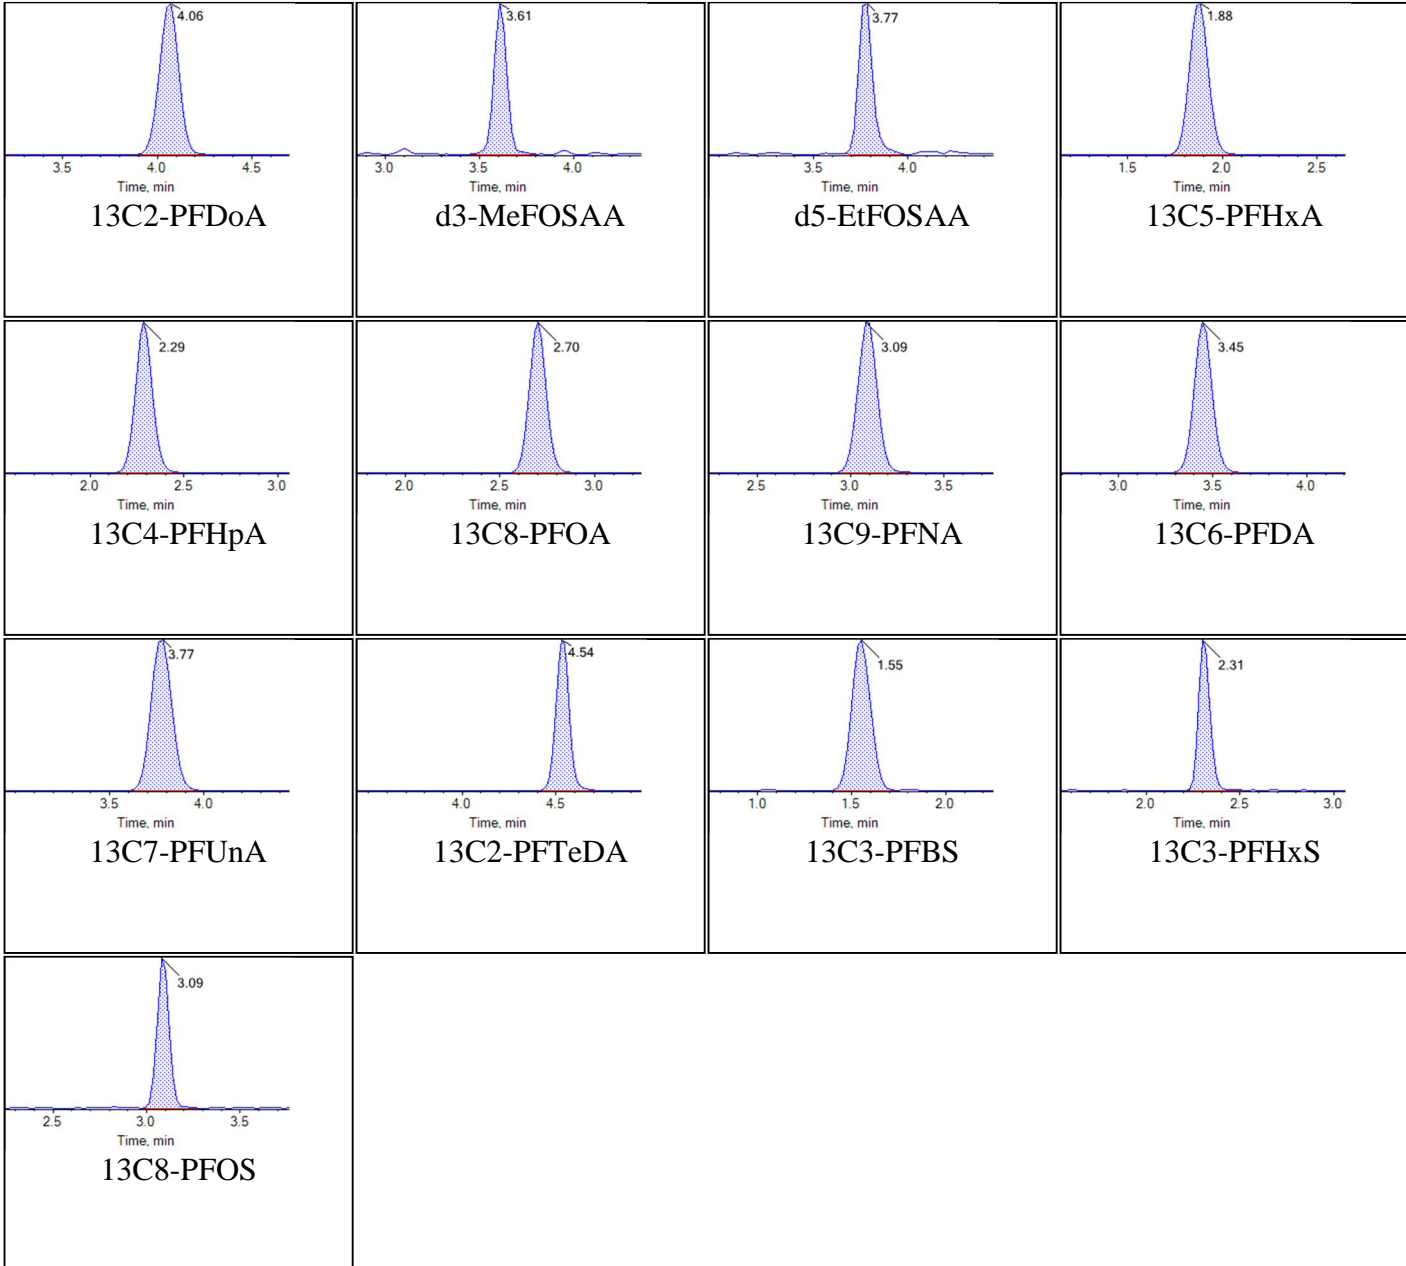 4.06
3.5 4.0 4.5
Time, min
13C2-PFDoA
3.61
3.0 3.5 4.0
Time, min
d3-MeFOSAA
3.77
3.5 4.0
Time, min
d5-EtFOSAA
1.88
1.5 2.0 2.5
Time, min
13C5-PFHxA
2.29
2.0 2.5 3.0
Time, min
13C4-PFHpA
2.70
2.0 2.5 3.0
Time, min
13C8-PFOA
3.09
2.5 3.0 3.5
Time, min
13C9-PFNA
3.45
3.0 3.5 4.0
Time, min
13C6-PFDA
3.77
3.5 4.0
Time, min
13C7-PFUnA
4.54
4.0 4.5
Time, min
13C2-PFTeDA
1.55
1.0 1.5 2.0
Time, min
13C3-PFBS
2.31
2.0 2.5 3.0
Time, min
13C3-PFHxS
3.09
2.5 3.0 3.5
Time, min
13C8-PFOS